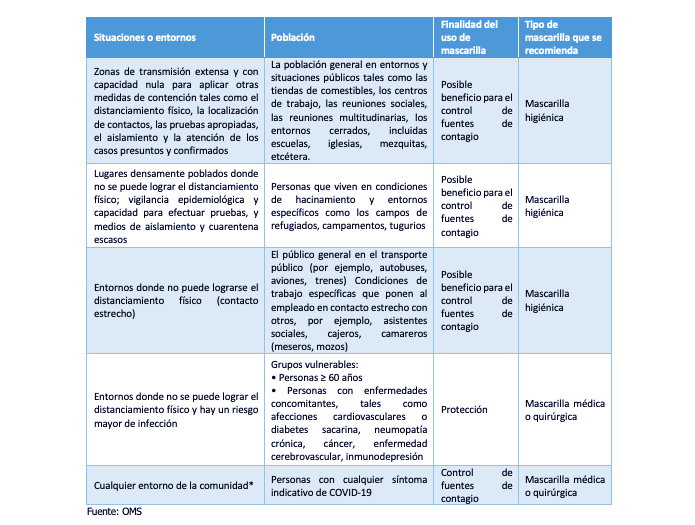 Situaciones o entornos
Población
Finalidad del
uso de
mascarilla
Tipo de
mascarilla que se
recomienda
Zonas de transmisión extensa y con
capacidad nula para aplicar otras
medidas de contención tales como el
distanciamiento físico, la localización
de contactos, las pruebas apropiadas,
el aislamiento y la atención de los
casos presuntos y confirmados
La población general en entornos y
situaciones públicos tales como las
tiendas de comestibles, los centros
de trabajo, las reuniones sociales,
las reuniones multitudinarias, los
entornos cerrados, incluidas
escuelas, iglesias, mezquitas,
etcétera.
Posible
beneficio para el
control de
fuentes de
contagio
Mascarilla
higiénica
Lugares densamente poblados donde
no se puede lograr el distanciamiento
físico; vigilancia epidemiológica y
capacidad para efectuar pruebas, y
medios de aislamiento y cuarentena
escasos
Personas que viven en condiciones
de hacinamiento y entornos
específicos como los campos de
refugiados, campamentos, tugurios
Posible
beneficio para el
control de
fuentes de
contagio
Mascarilla
higiénica
Entornos donde no puede lograrse el
distanciamiento físico (contacto
estrecho)
El público general en el transporte
público (por ejemplo, autobuses,
aviones, trenes) Condiciones de
trabajo específicas que ponen al
empleado en contacto estrecho con
otros, por ejemplo, asistentes
sociales, cajeros, camareros
(meseros, mozos)
Posible
beneficio para el
control de
fuentes de
contagio
Mascarilla
higiénica
Entornos donde no se puede lograr el
distanciamiento físico y hay un riesgo
mayor de infección
Grupos vulnerables:
• Personas ≥ 60 años
• Personas con enfermedades
concomitantes, tales como
afecciones cardiovasculares o
diabetes sacarina, neumopatía
crónica, cáncer, enfermedad
cerebrovascular, inmunodepresión
Protección
Mascarilla médica
o quirúrgica
Cualquier entorno de la comunidad*
Personas con cualquier síntoma
indicativo de COVID-19
Control de
fuentes de
contagio
Mascarilla médica
o quirúrgica
Fuente: OMS